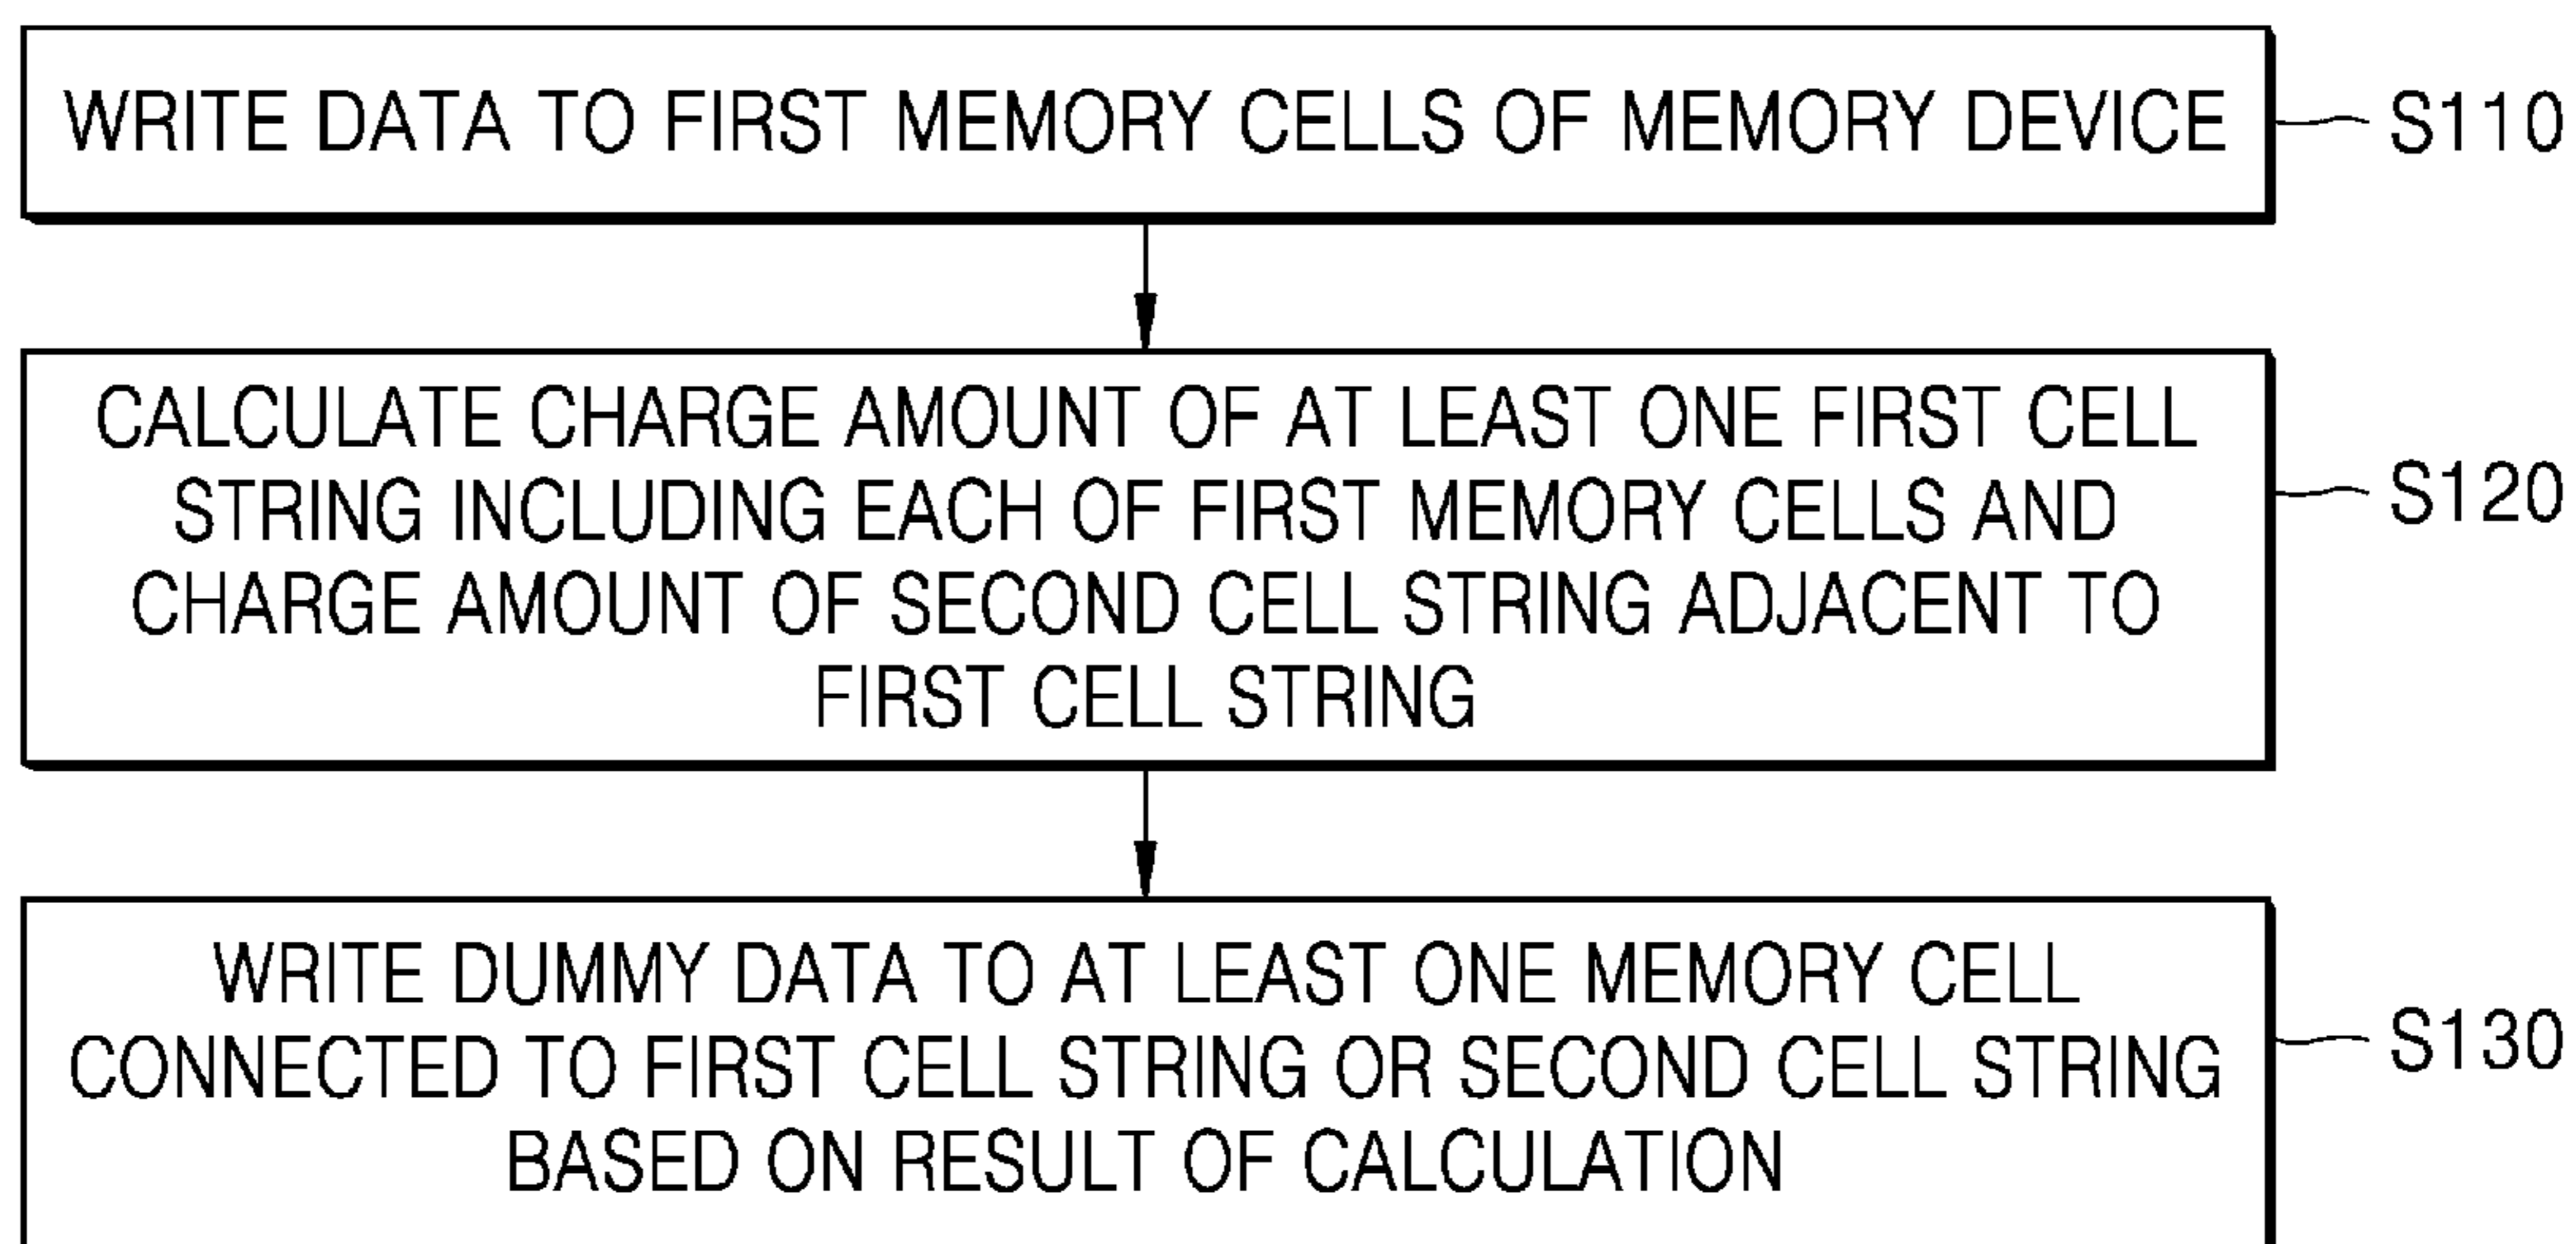 WRITE DATA TO FIRST MEMORY CELLS OF MEMORY DEVICE
S110
CALCULATE CHARGE AMOUNT OF AT LEAST ONE FIRST CELL
STRING INCLUDING EACH OF FIRST MEMORY CELLS AND
CHARGE AMOUNT OF SECOND CELL STRING ADJACENT TO
FIRST CELL STRING
S120
WRITE DUMMY DATA TO AT LEAST ONE MEMORY CELL
CONNECTED TO FIRST CELL STRING OR SECOND CELL STRING
BASED ON RESULT OF CALCULATION
S130